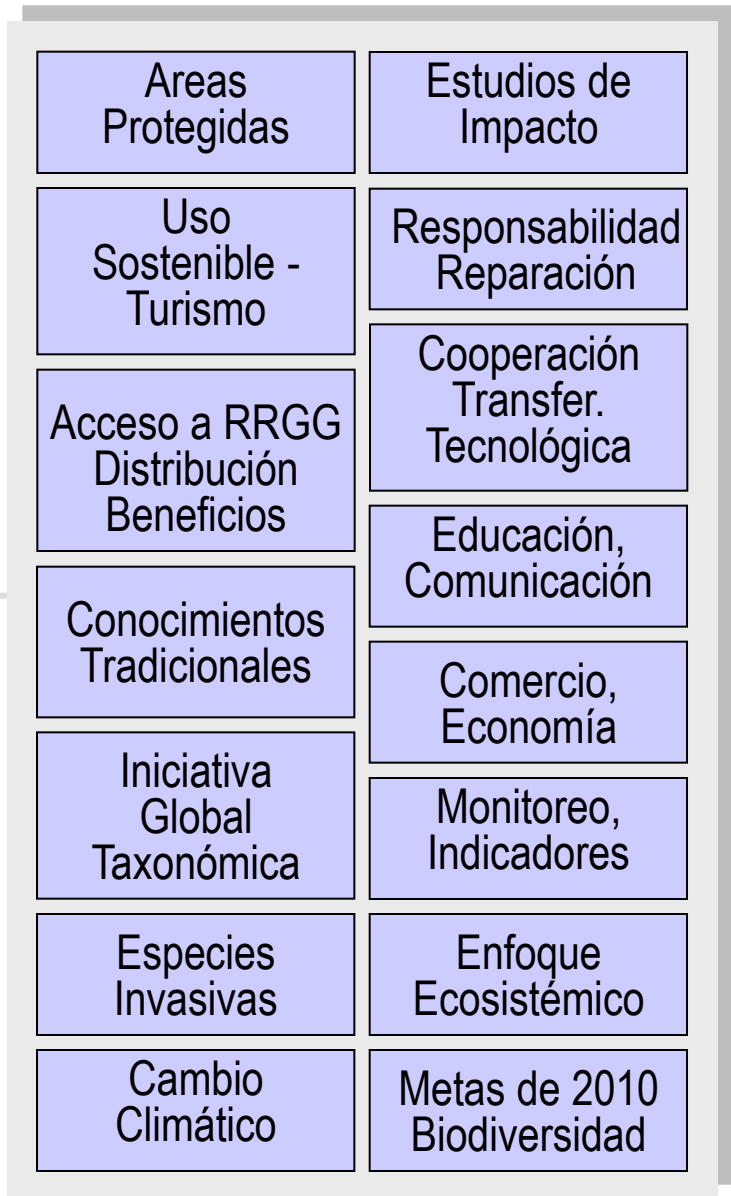 Areas
Protegidas
Uso
Sostenible -
Turismo
Acceso a RRGG
Distribución
Beneficios
Conocimientos
Tradicionales
Iniciativa
Global
Taxonómica
Especies
Invasivas
Cambio
Climático
Estudios de
Impacto
Responsabilidad
Reparación
Cooperación
Transfer.
Tecnológica
Educación,
Comunicación
Comercio,
Economía
Monitoreo,
Indicadores
Enfoque
Ecosistémico
Metas de 2010
Biodiversidad